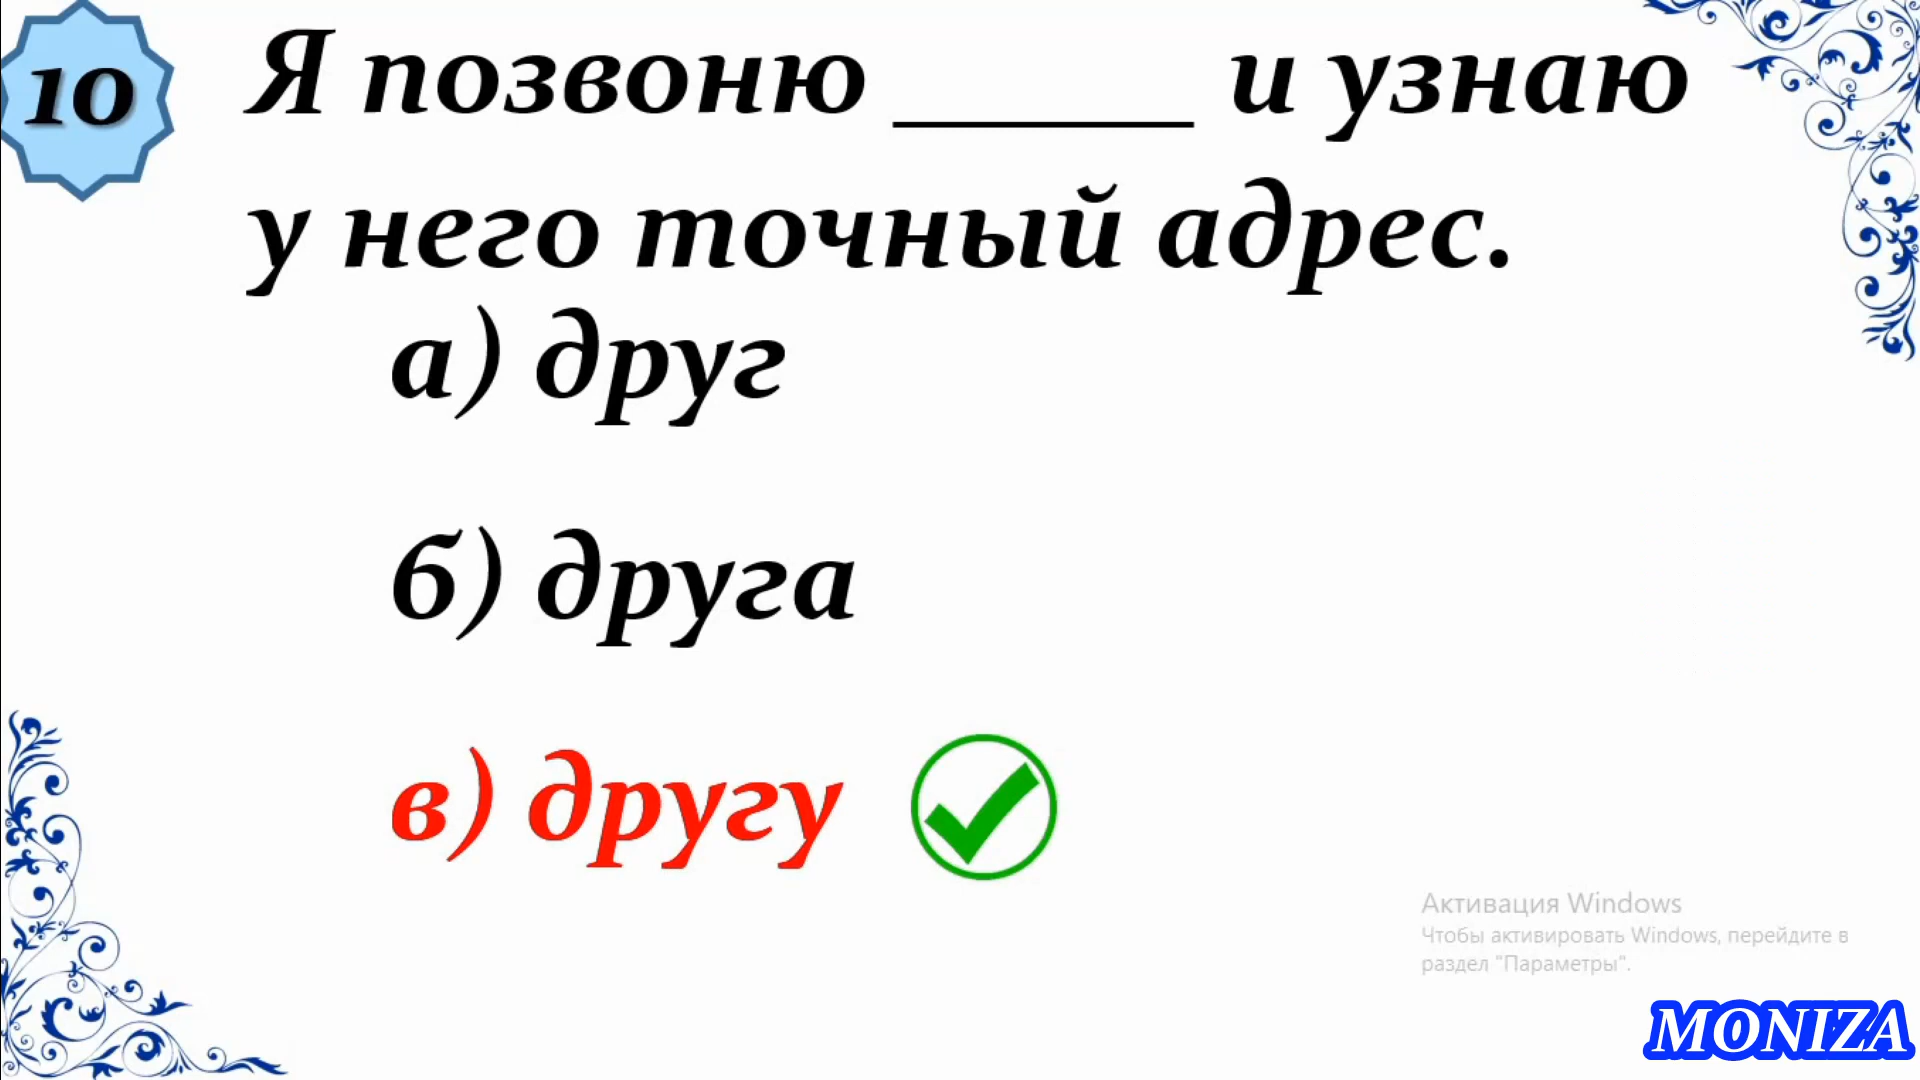 10
Я позвоню ______ и узнаю
у него точный адрес.
а) друг
б) друга
в) другу
Активация Windows
Чтобы активировать Windows, перейдите в
раздел "Параметры".
MONIZA